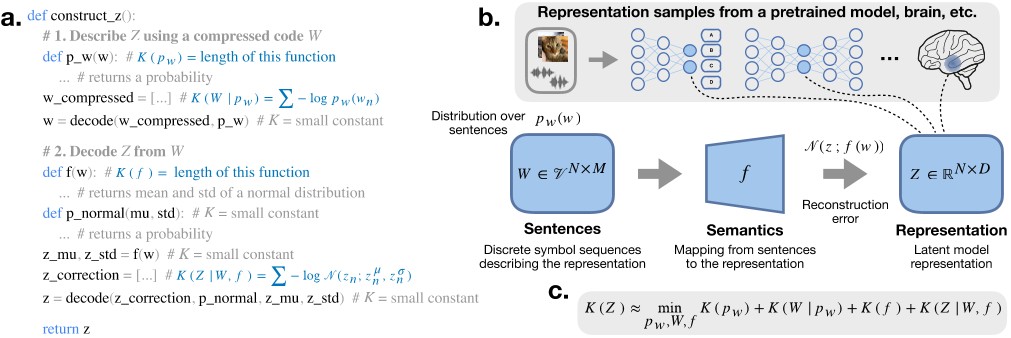 a.
def construct_z():
# 1. Describe Z using a compressed code W
def p_w(w):  # K(p_w) = length of this function
... # returns a probability
w_compressed = [...]  # K(W | p_w) = ∑ − log p_w(w_n)
w = decode(w_compressed, p_w)  # K = small constant
# 2. Decode Z from W
def f(w):  # K(f) = length of this function
... # returns mean and std of a normal distribution
def p_normal(mu, std):  # K = small constant
... # returns a probability
z_mu, z_std = f(w)  # K = small constant
z_correction = [...]  # K(Z | W, f) = ∑ − log 𝒩(z_n; z_n^μ, z_n^σ)
z = decode(z_correction, p_normal, z_mu, z_std)  # K = small constant
return z
b.
Representation samples from a pretrained model, brain, etc.
A
B
C
D
...
Distribution over
sentences
p_w(w)
W ∈ 𝒱^{N×M}
f
𝒩(z; f(w))
Reconstruction
error
Z ∈ ℝ^{N×D}
Sentences
Discrete symbol sequences
describing the representation
Semantics
Mapping from sentences
to the representation
Representation
Latent model
representation
c.
K(Z) ≈ min_{p_W,W,f} K(p_W) + K(W | p_W) + K(f) + K(Z | W, f)